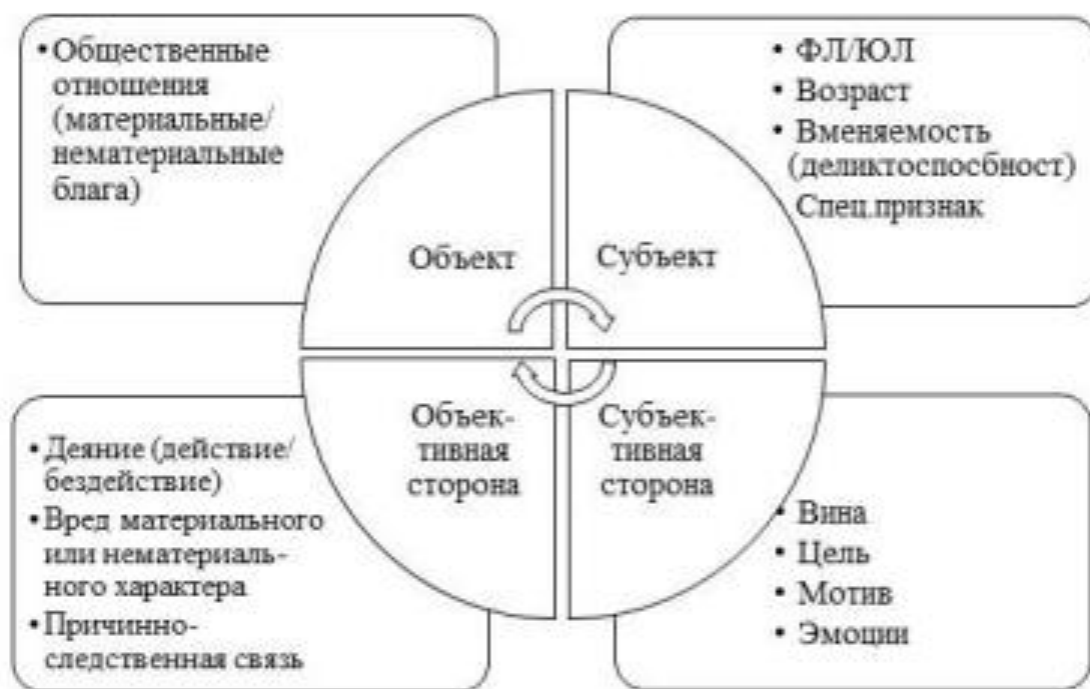 • Общественные
отношения
(материальные/
нематериальные
блага)
• ФЛ/ЮЛ
• Возраст
• Вменяемость
(деликтоспосбност)
Спец.признак
Объект
Субъект
Объек-
тивная
сторона
Субъек-
тивная
сторона
• Деяние (действие/
бездействие)
• Вред материального
или нематериаль-
ного характера
• Причинно-
следственная связь
• Вина
• Цель
• Мотив
• Эмоции